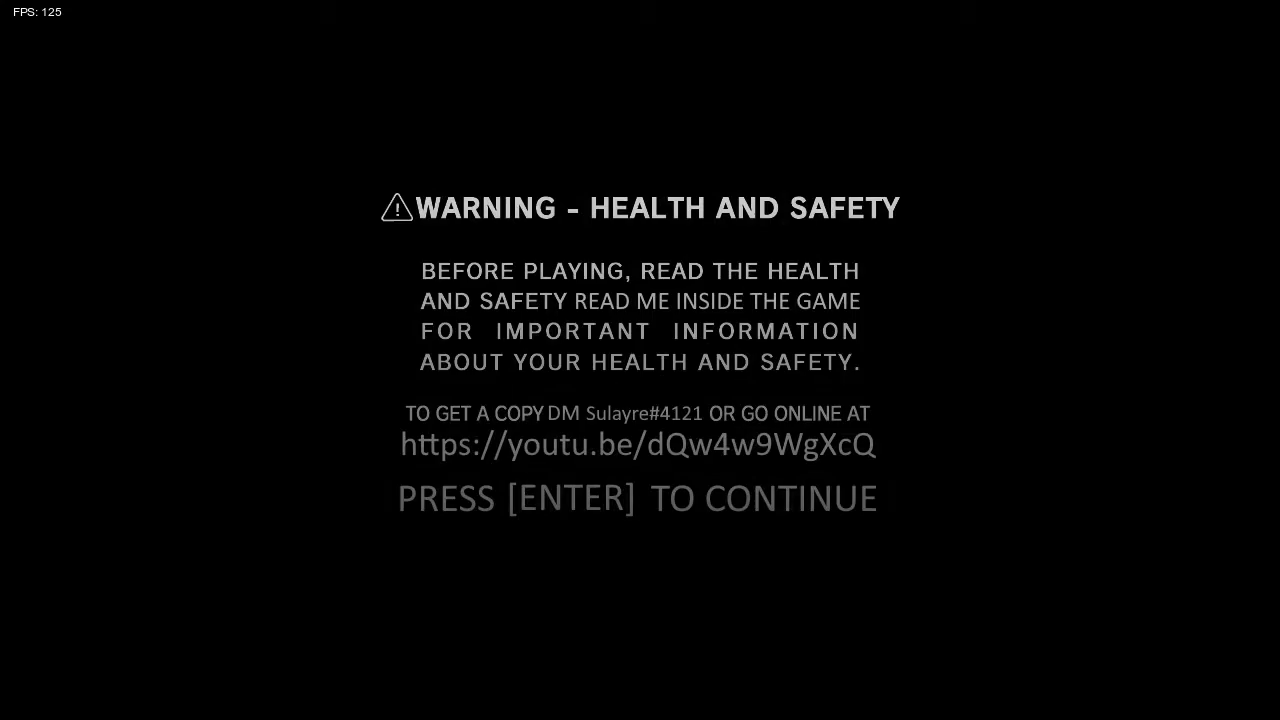 FPS: 125
WARNING - HEALTH AND SAFETY
BEFORE PLAYING, READ THE HEALTH
AND SAFETY READ ME INSIDE THE GAME
FOR IMPORTANT INFORMATION
ABOUT YOUR HEALTH AND SAFETY.
TO GET A COPY DM Sulayre#4121 OR GO ONLINE AT
https://youtu.be/dQw4w9WgXcQ
PRESS [ENTER] TO CONTINUE